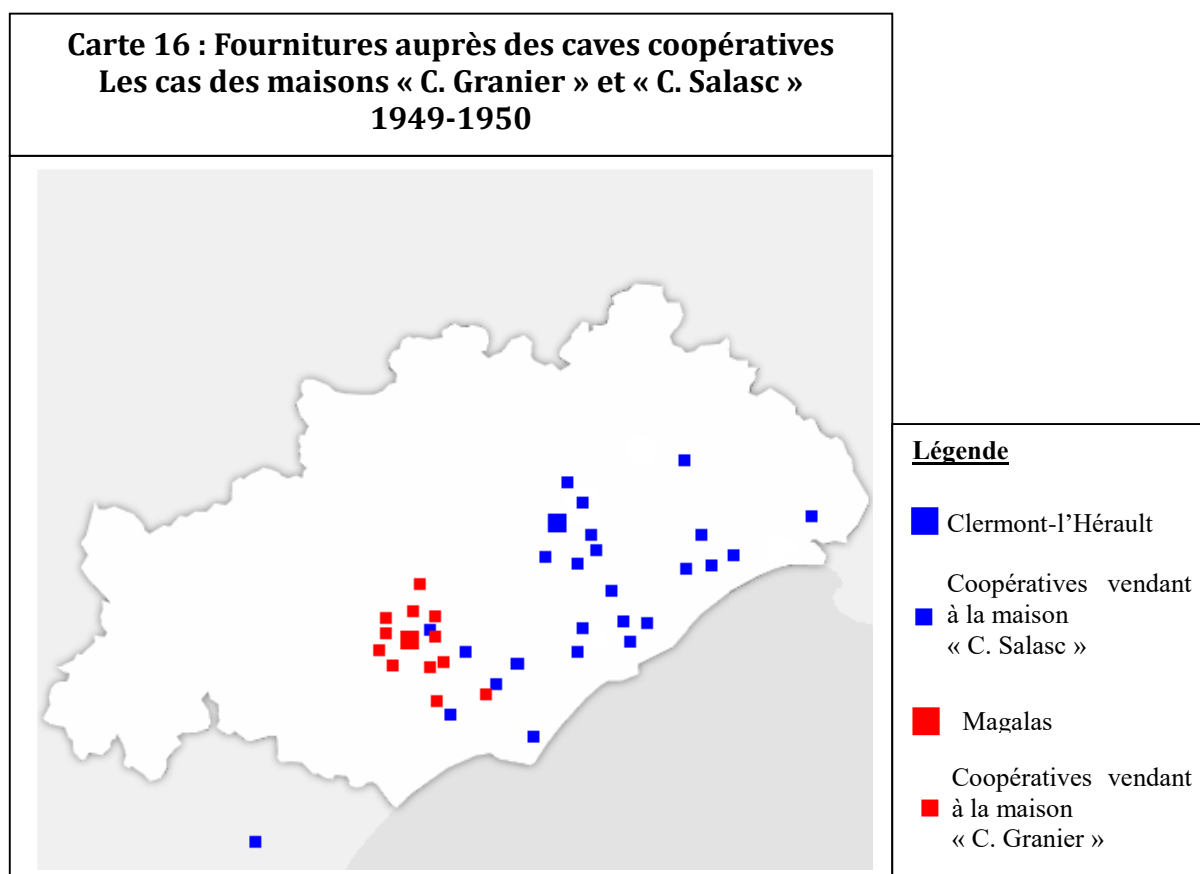 Carte 16 : Fournitures auprès des caves coopératives
Les cas des maisons « C. Granier » et « C. Salasc »
1949-1950
Légende
Clermont-l'Hérault
Coopératives vendant
à la maison
« C. Salasc »
Magalas
Coopératives vendant
à la maison
« C. Granier »